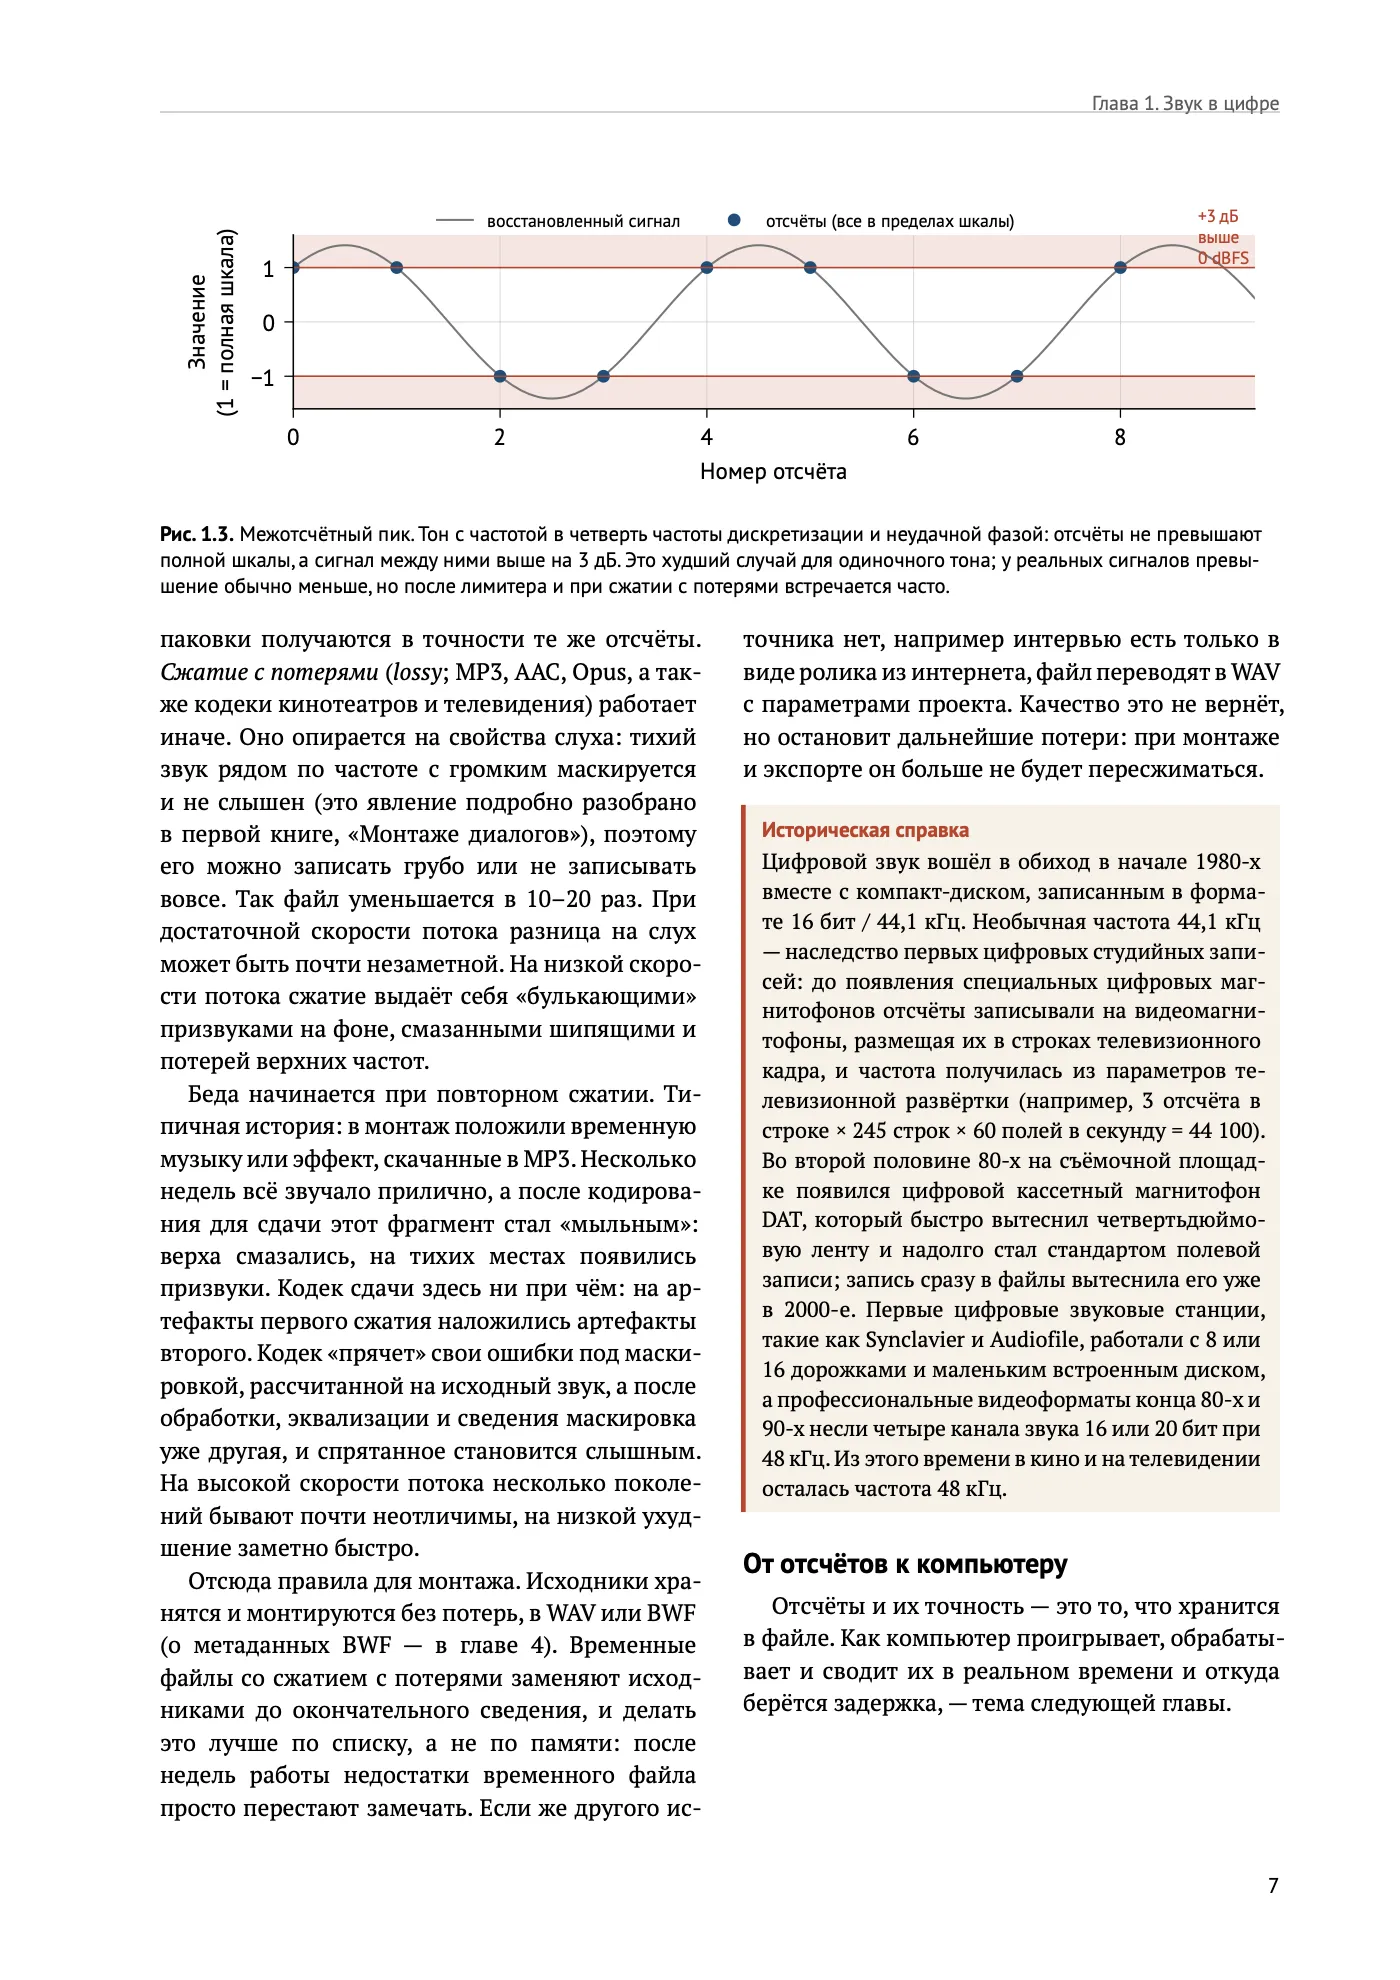 Глава 1. Звук в цифре
восстановленный сигнал
отсчёты (все в пределах шкалы)
+3 дБ
выше
0 dBFS
Значение
(1 = полная шкала)
1
0
−1
0
2
4
6
8
Номер отсчёта
Рис. 1.3. Межотсчётный пик. Тон с частотой в четверть частоты дискретизации и неудачной фазой: отсчёты не превышают
полной шкалы, а сигнал между ними выше на 3 дБ. Это худший случай для одиночного тона; у реальных сигналов превы-
шение обычно меньше, но после лимитера и при сжатии с потерями встречается часто.
паковки получаются в точности те же отсчёты.
Сжатие с потерями (lossy; MP3, AAC, Opus, а так-
же кодеки кинотеатров и телевидения) работает
иначе. Оно опирается на свойства слуха: тихий
звук рядом по частоте с громким маскируется
и не слышен (это явление подробно разобрано
в первой книге, «Монтаже диалогов»), поэтому
его можно записать грубо или не записывать
вовсе. Так файл уменьшается в 10–20 раз. При
достаточной скорости потока разница на слух
может быть почти незаметной. На низкой скоро-
сти потока сжатие выдаёт себя «булькающими»
призвуками на фоне, смазанными шипящими и
потерей верхних частот.
Беда начинается при повторном сжатии. Ти-
пичная история: в монтаж положили временную
музыку или эффект, скачанные в MP3. Несколько
недель всё звучало прилично, а после кодирова-
ния для сдачи этот фрагмент стал «мыльным»:
верха смазались, на тихих местах появились
призвуки. Кодек сдачи здесь ни при чём: на ар-
тефакты первого сжатия наложились артефакты
второго. Кодек «прячет» свои ошибки под маски-
ровкой, рассчитанной на исходный звук, а после
обработки, эквализации и сведения маскировка
уже другая, и спрятанное становится слышным.
На высокой скорости потока несколько поколе-
ний бывают почти неотличимы, на низкой ухуд-
шение заметно быстро.
Отсюда правила для монтажа. Исходники хра-
нятся и монтируются без потерь, в WAV или BWF
(о метаданных BWF — в главе 4). Временные
файлы со сжатием с потерями заменяют исход-
никами до окончательного сведения, и делать
это лучше по списку, а не по памяти: после
недель работы недостатки временного файла
просто перестают замечать. Если же другого ис-
точника нет, например интервью есть только в
виде ролика из интернета, файл переводят в WAV
с параметрами проекта. Качество это не вернёт,
но остановит дальнейшие потери: при монтаже
и экспорте он больше не будет пересжиматься.
Историческая справка
Цифровой звук вошёл в обиход в начале 1980-х
вместе с компакт-диском, записанным в форма-
те 16 бит / 44,1 кГц. Необычная частота 44,1 кГц
— наследство первых цифровых студийных запи-
сей: до появления специальных цифровых маг-
нитофонов отсчёты записывали на видеомагни-
тофоны, размещая их в строках телевизионного
кадра, и частота получилась из параметров те-
левизионной развёртки (например, 3 отсчёта в
строке × 245 строк × 60 полей в секунду = 44 100).
Во второй половине 80-х на съёмочной площад-
ке появился цифровой кассетный магнитофон
DAT, который быстро вытеснил четвертьдюймо-
вую ленту и надолго стал стандартом полевой
записи; запись сразу в файлы вытеснила его уже
в 2000-е. Первые цифровые звуковые станции,
такие как Synclavier и Audiofile, работали с 8 или
16 дорожками и маленьким встроенным диском,
а профессиональные видеоформаты конца 80-х и
90-х несли четыре канала звука 16 или 20 бит при
48 кГц. Из этого времени в кино и на телевидении
осталась частота 48 кГц.
От отсчётов к компьютеру
Отсчёты и их точность — это то, что хранится
в файле. Как компьютер проигрывает, обрабаты-
вает и сводит их в реальном времени и откуда
берётся задержка, — тема следующей главы.
7